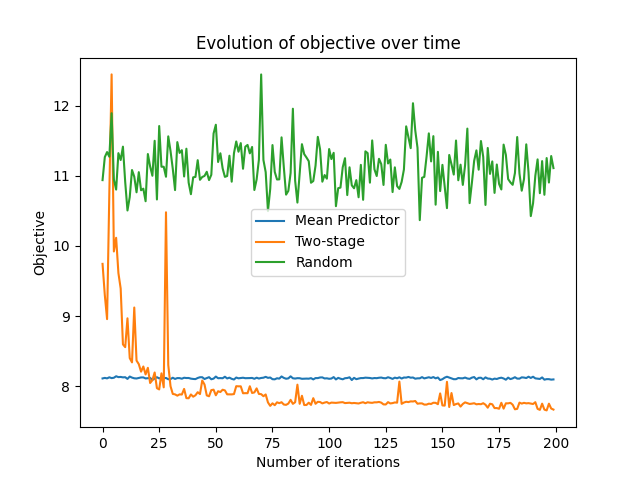 Evolution of objective over time
Objective
12
11
10
9
8
Mean Predictor
Two-stage
Random
0 25 50 75 100 125 150 175 200
Number of iterations